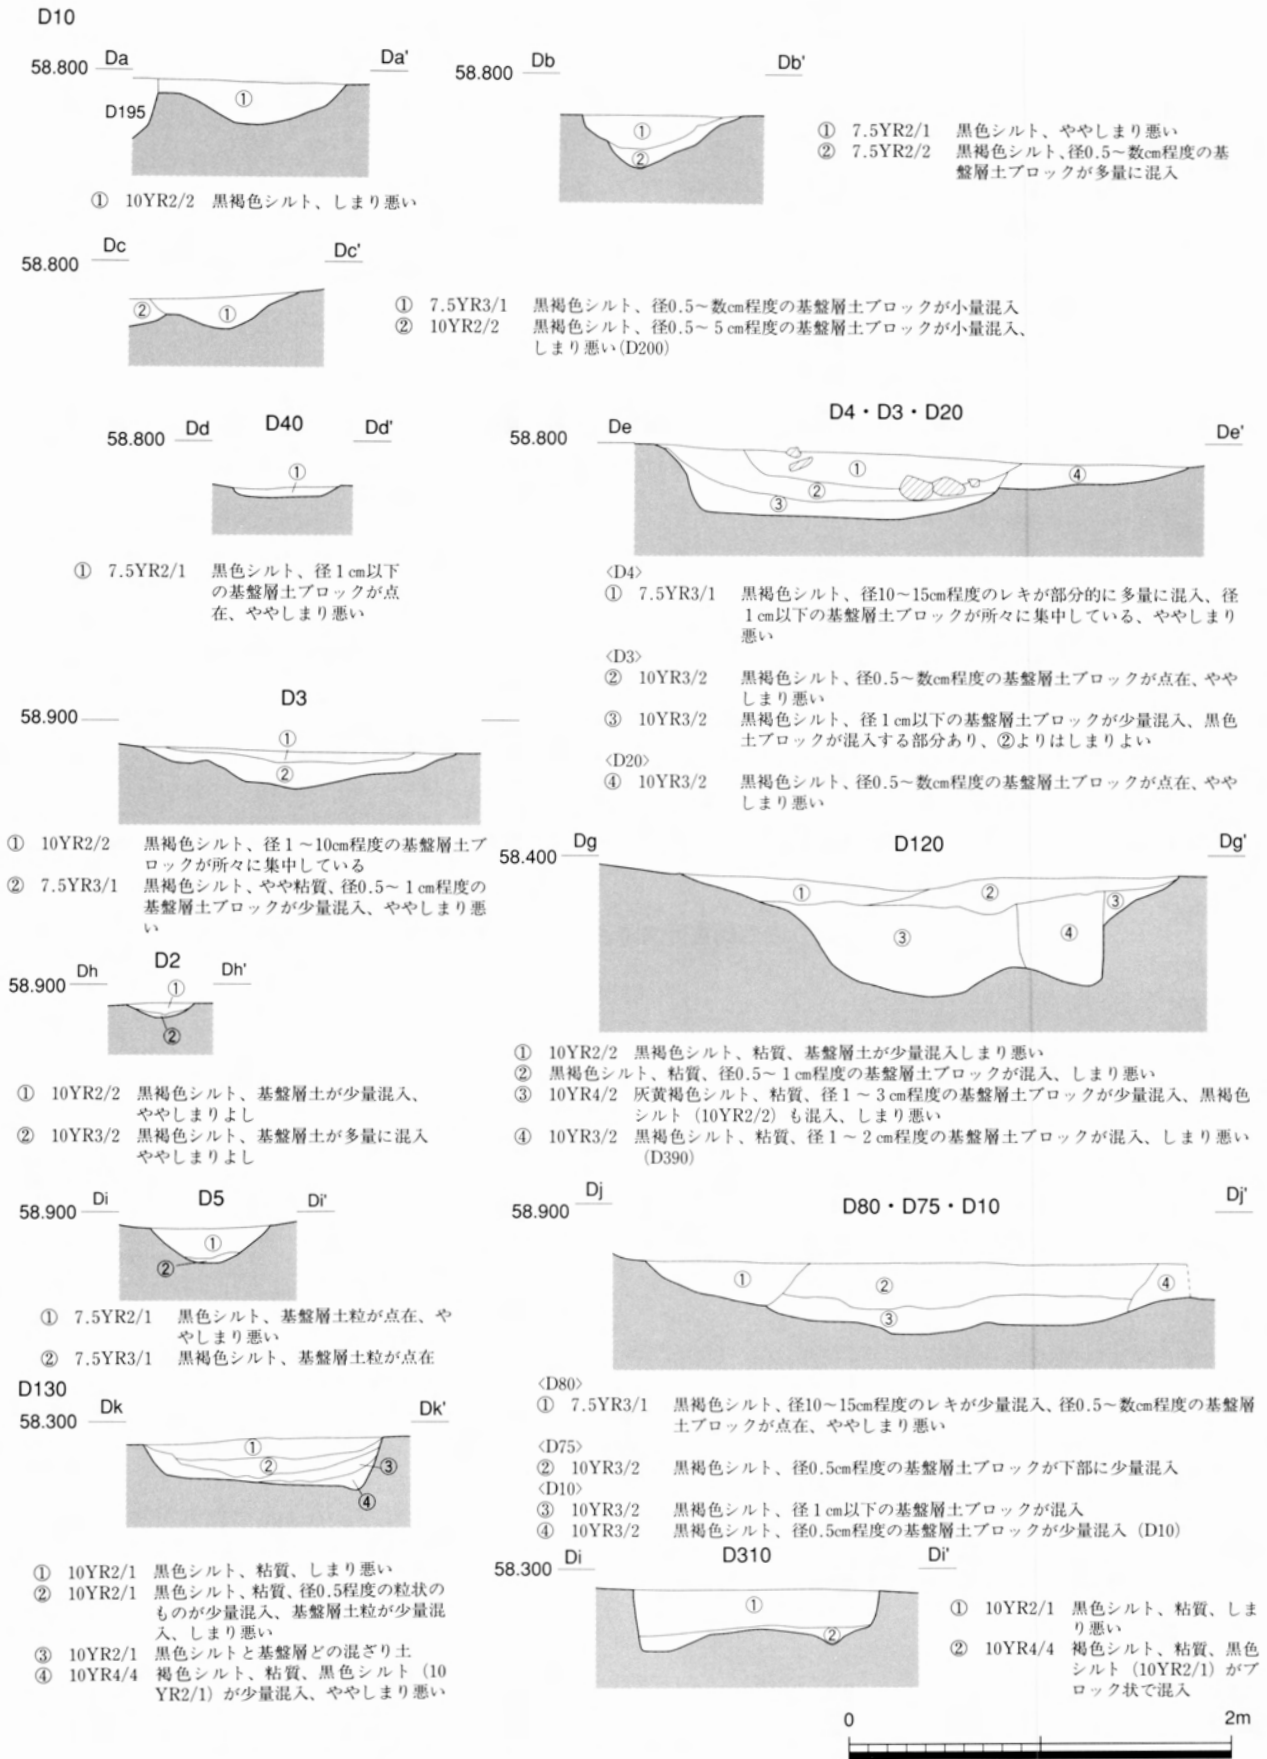 D10
58.800 Da Da'
D195
①
① 10YR2/2 黒褐色シルト、しまり悪い
58.800 Db Db'
①
②
① 7.5YR2/1 黒色シルト、ややしまり悪い
② 7.5YR2/2 黒褐色シルト、径0.5~数㎝程度の基
盤層土ブロックが多量に混入
58.800 Dc Dc'
② ①
① 7.5YR3/1 黒褐色シルト、径0.5~数㎝程度の基盤層土ブロックが小量混入
② 10YR2/2 黒褐色シルト、径0.5~5㎝程度の基盤層土ブロックが小量混入、
しまり悪い(D200)
58.800 Dd D40 Dd'
①
① 7.5YR2/1 黒色シルト、径1㎝以下
の基盤層土ブロックが点
在、ややしまり悪い
D4・D3・D20
58.800 De De'
① ④
②
③
〈D4〉
① 7.5YR3/1 黒褐色シルト、径10~15㎝程度のレキが部分的に多量に混入、径
1㎝以下の基盤層土ブロックが所々に集中している、ややしまり
悪い
〈D3〉
② 10YR3/2 黒褐色シルト、径0.5~数㎝程度の基盤層土ブロックが点在、やや
しまり悪い
③ 10YR3/2 黒褐色シルト、径1㎝以下の基盤層土ブロックが少量混入、黒色
土ブロックが混入する部分あり、②よりはしまりよい
〈D20〉
④ 10YR3/2 黒褐色シルト、径0.5~数㎝程度の基盤層土ブロックが点在、やや
しまり悪い
D3
58.900
①
②
① 10YR2/2 黒褐色シルト、径1~10㎝程度の基盤層土ブ
ロックが所々に集中している
② 7.5YR3/1 黒褐色シルト、やや粘質、径0.5~1㎝程度の
基盤層土ブロックが少量混入、ややしまり悪
い
58.400 Dg D120 Dg'
① ② ③
③ ④
① 10YR2/2 黒褐色シルト、粘質、基盤層土が少量混入しまり悪い
② 黒褐色シルト、粘質、径0.5~1㎝程度の基盤層土ブロックが混入、しまり悪い
③ 10YR4/2 灰黄褐色シルト、粘質、径1~3㎝程度の基盤層土ブロックが少量混入、黒褐色
シルト（10YR2/2）も混入、しまり悪い
④ 10YR3/2 黒褐色シルト、粘質、径1~2㎝程度の基盤層土ブロックが混入、しまり悪い
(D390)
58.900 Dh D2 Dh'
①
②
① 10YR2/2 黒褐色シルト、基盤層土が少量混入、
ややしまりよし
② 10YR3/2 黒褐色シルト、基盤層土が多量に混入
ややしまりよし
58.900 Di D5 Di'
①
②
① 7.5YR2/1 黒色シルト、基盤層土粒が点在、や
やしまり悪い
② 7.5YR3/1 黒褐色シルト、基盤層土粒が点在
58.900 Dj D80・D75・D10 Dj'
① ② ④
③
〈D80〉
① 7.5YR3/1 黒褐色シルト、径10~15㎝程度のレキが少量混入、径0.5~数㎝程度の基盤層
土ブロックが点在、ややしまり悪い
〈D75〉
② 10YR3/2 黒褐色シルト、径0.5㎝程度の基盤層土ブロックが下部に少量混入
〈D10〉
③ 10YR3/2 黒褐色シルト、径1㎝以下の基盤層土ブロックが混入
④ 10YR3/2 黒褐色シルト、径0.5㎝程度の基盤層土ブロックが少量混入（D10）
D130
58.300 Dk Dk'
①
② ③
④
① 10YR2/1 黒色シルト、粘質、しまり悪い
② 10YR2/1 黒色シルト、粘質、径0.5程度の粒状の
ものが少量混入、基盤層土粒が少量混
入、しまり悪い
③ 10YR2/1 黒色シルトと基盤層どの混ざり土
④ 10YR4/4 褐色シルト、粘質、黒色シルト（10
YR2/1）が少量混入、ややしまり悪い
58.300 Di D310 Di'
①
②
① 10YR2/1 黒色シルト、粘質、しま
り悪い
② 10YR4/4 褐色シルト、粘質、黒色
シルト（10YR2/1）がブ
ロック状で混入
0 2m